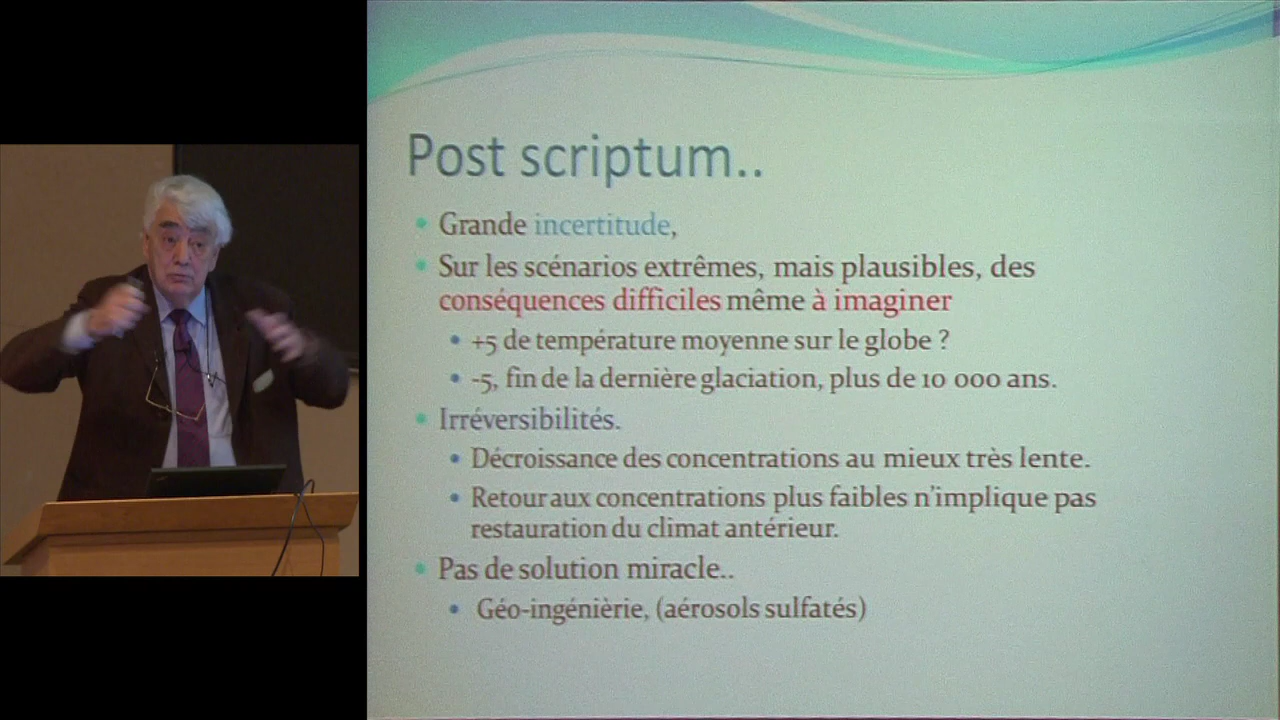 Post scriptum..
Grande incertitude,
Sur les scénarios extrêmes, mais plausibles, des
conséquences difficiles même à imaginer
+5 de température moyenne sur le globe ?
-5, fin de la dernière glaciation, plus de 10 000 ans.
Irréversibilités.
Décroissance des concentrations au mieux très lente.
Retour aux concentrations plus faibles n'implique pas
restauration du climat antérieur.
Pas de solution miracle..
Géo-ingénièrie, (aérosols sulfatés)